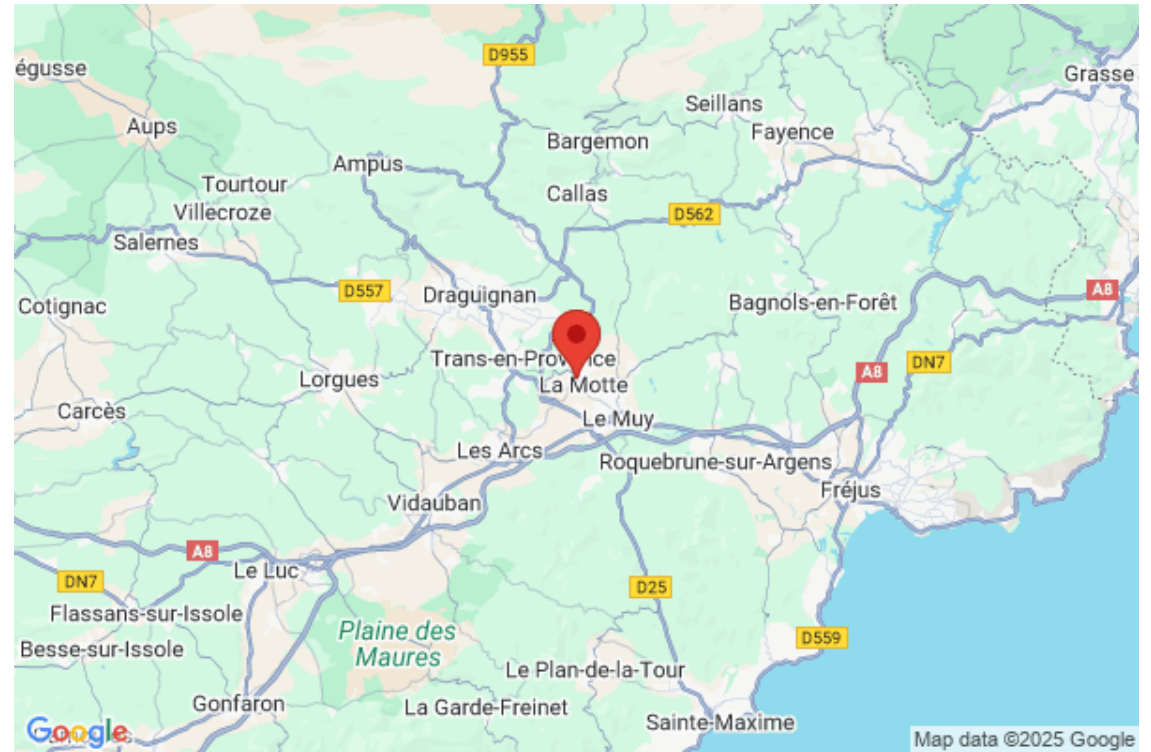 D955
égusse
Grasse
Seillans
Aups
Fayence
Bargemon
Ampus
Tourtour
Callas
Villecroze
D562
Salernes
D557
Draguignan
A8
Cotignac
Bagnols-en-Forêt
Trans-en-Provence
DN7
A8
Lorgues
La Motte
Carcès
Le Muy
Les Arcs
Roquebrune-sur-Argens
Fréjus
Vidauban
A8
Le Luc
DN7
D25
Flassans-sur-Issole
Plaine des
Maures
D559
Besse-sur-Issole
Le Plan-de-la-Tour
Gonfaron
La Garde-Freinet
Sainte-Maxime
Google
Map data ©2025 Google